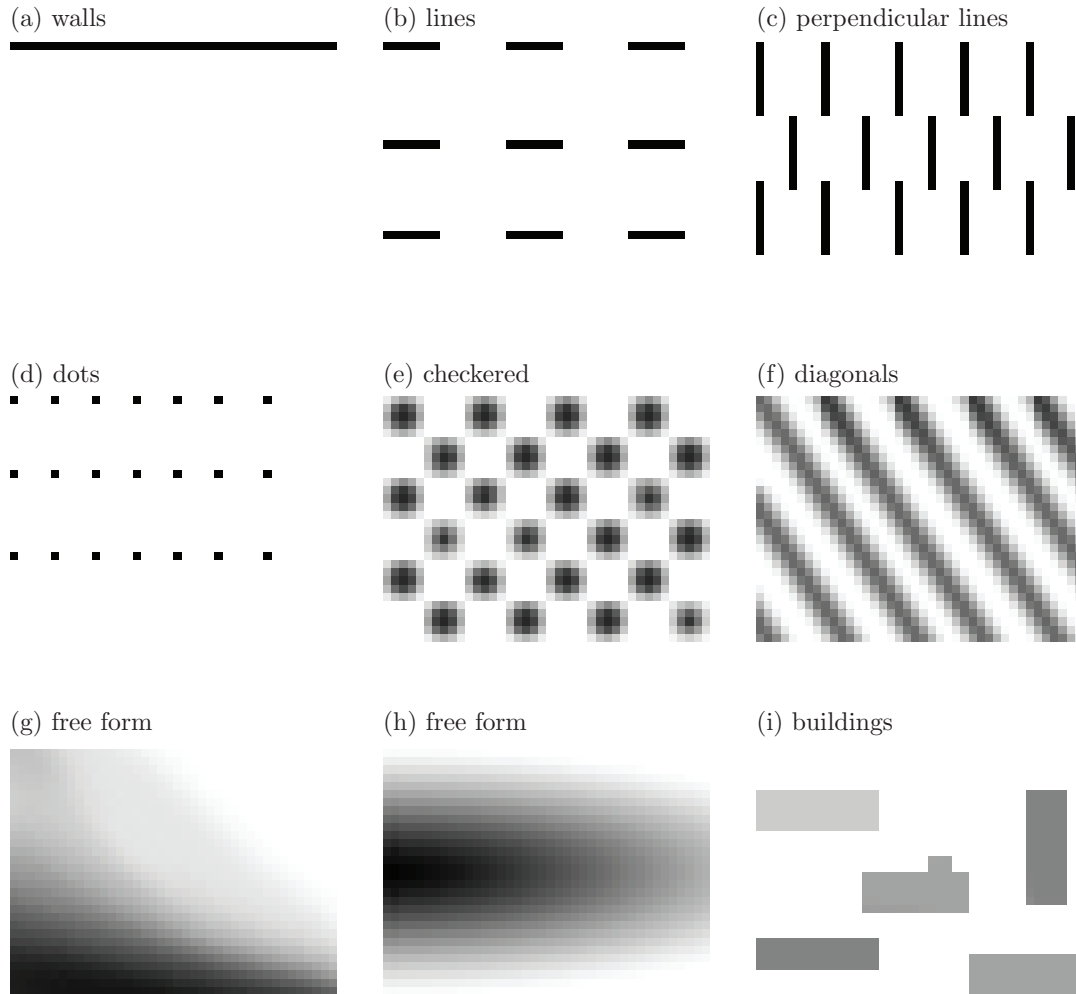 (a) walls
(b) lines
(c) perpendicular lines
(d) dots
(e) checkered
(f) diagonals
(g) free form
(h) free form
(i) buildings